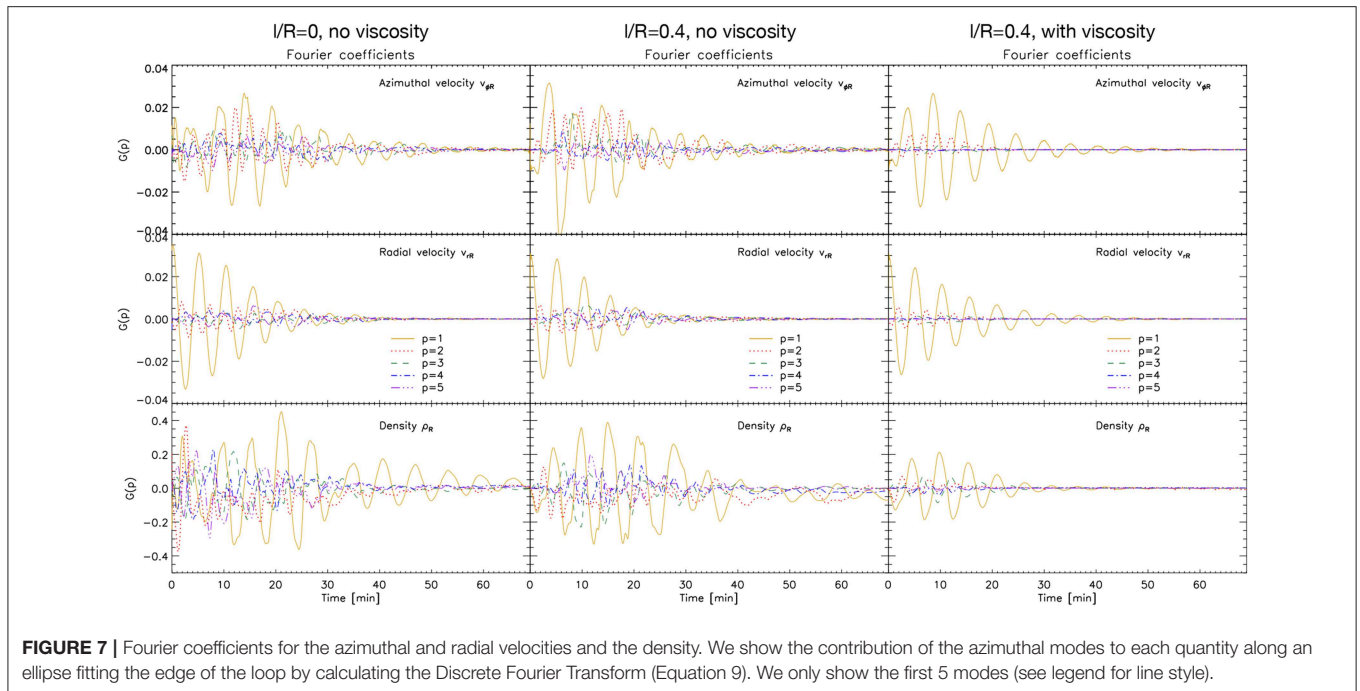 l/R=0, no viscosity
l/R=0.4, no viscosity
l/R=0.4, with viscosity
Fourier coefficients
Fourier coefficients
Fourier coefficients
0.04
0.02
0.00
−0.02
−0.04
G(p)
Azimuthal velocity vφR
Azimuthal velocity vφR
Azimuthal velocity vφR
0.04
0.02
0.00
−0.02
−0.04
G(p)
Radial velocity vrR
p=1
p=2
p=3
p=4
p=5
Radial velocity vrR
p=1
p=2
p=3
p=4
p=5
Radial velocity vrR
p=1
p=2
p=3
p=4
p=5
0.4
0.2
0.0
−0.2
−0.4
G(p)
Density ρR
Density ρR
Density ρR
0 10 20 30 40 50 60
0 10 20 30 40 50 60
0 10 20 30 40 50 60
Time [min]
Time [min]
Time [min]
FIGURE 7 | Fourier coefficients for the azimuthal and radial velocities and the density. We show the contribution of the azimuthal modes to each quantity along an
ellipse fitting the edge of the loop by calculating the Discrete Fourier Transform (Equation 9). We only show the first 5 modes (see legend for line style).